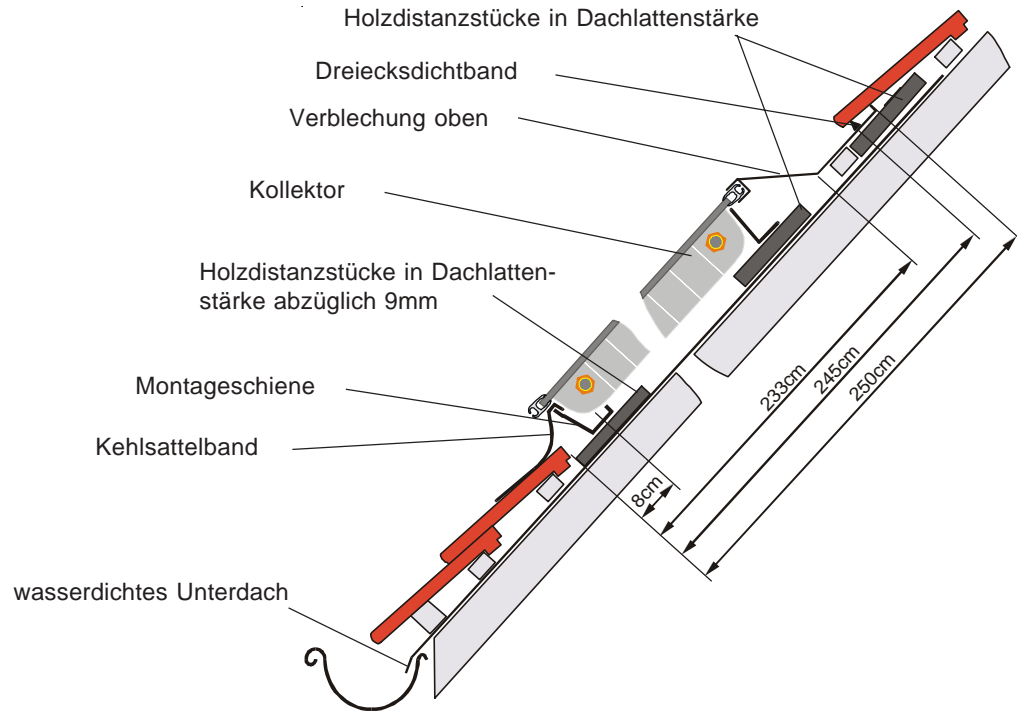 Holzdistanzstücke in Dachlattenstärke
Dreiecksdichtband
Verblechung oben
Kollektor
Holzdistanzstücke in Dachlatten-
stärke abzüglich 9mm
Montageschiene
Kehlsattelband
wasserdichtes Unterdach
8cm
233cm
245cm
250cm